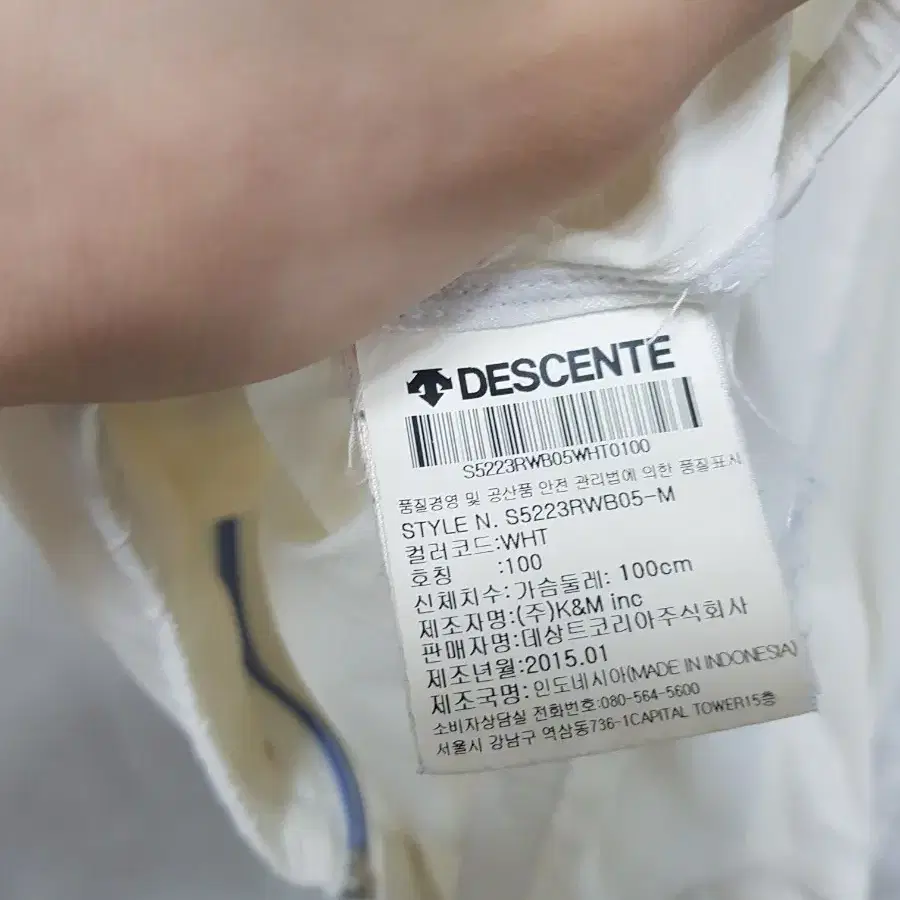 DESCENTE
S5223RWB05WHT0100
품질경영 및 공산품 안전 관리법에 의한 품질표시
STYLE N. S5223RWB05-M
컬러코드:WHT
호칭 :100
신체치수: 가슴둘레: 100cm
제조자명:(주)K&M inc
판매자명:데상트코리아주식회사
제조년월:2015.01
제조국명:인도네시아(MADE IN INDONESIA)
소비자상담실 전화번호:080-564-5600
서울시 강남구 역삼동736-1CAPITAL TOWER15층